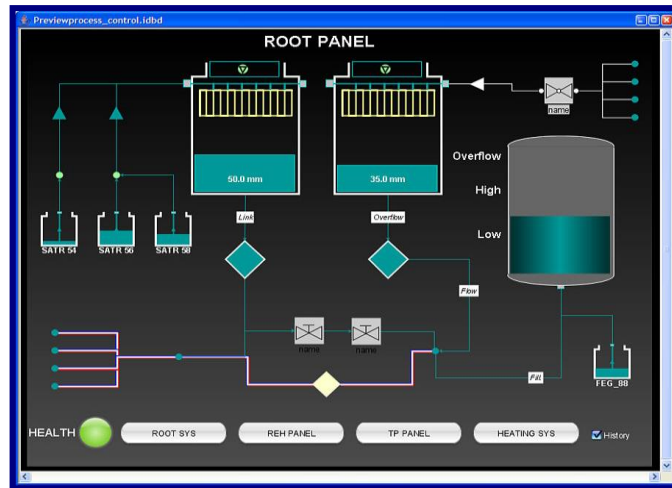 Previewprocess_control.idbd
ROOT PANEL
name
Overflow
High
Low
50.0 mm
35.0 mm
Link
Overflow
SATR 54
SATR 56
SATR 58
Flow
name
name
Fill
FEG_88
HEALTH
ROOT SYS
REH PANEL
TP PANEL
HEATING SYS
History